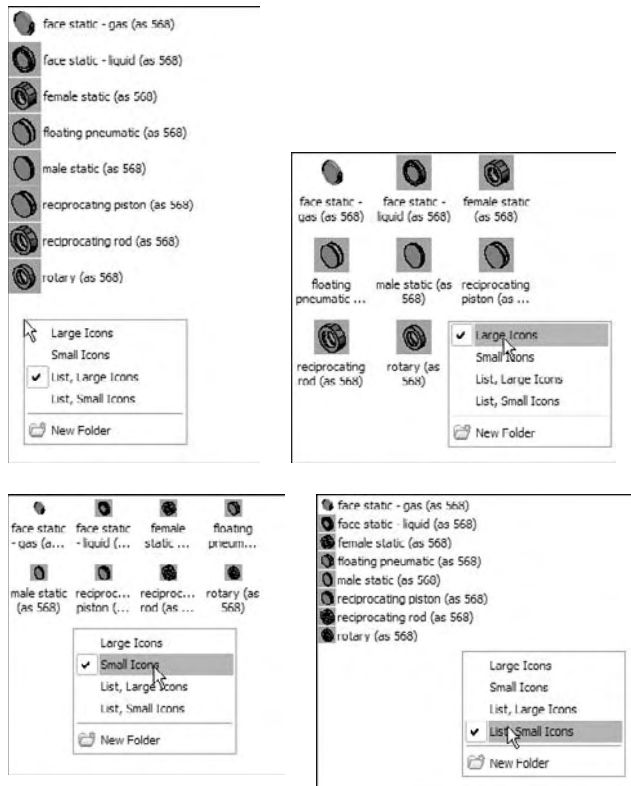 face static - gas (as 568)
face static - liquid (as 568)
female static (as 568)
floating pneumatic (as 568)
male static (as 568)
reciprocating piston (as 568)
reciprocating rod (as 568)
rotary (as 568)
Large Icons
Small Icons
List, Large Icons
List, Small Icons
New Folder
face static - face static - female static
gas (as 568) liquid (as 568) (as 568)
floating male static (as reciprocating
pneumatic ... 568) piston (as ...
reciprocating rotary (as
rod (as 568) 568)
Large Icons
Small Icons
List, Large Icons
List, Small Icons
New Folder
face static face static female floating
- gas (a... - liquid (... static ... pneum...
male static reciproc... reciproc... rotary (as
(as 568) piston (... rod (as ... 568)
Large Icons
Small Icons
List, Large Icons
List, Small Icons
New Folder
face static - gas (as 568)
face static - liquid (as 568)
female static (as 568)
floating pneumatic (as 568)
male static (as 568)
reciprocating piston (as 568)
reciprocating rod (as 568)
rotary (as 568)
Large Icons
Small Icons
List, Large Icons
List, Small Icons
New Folder